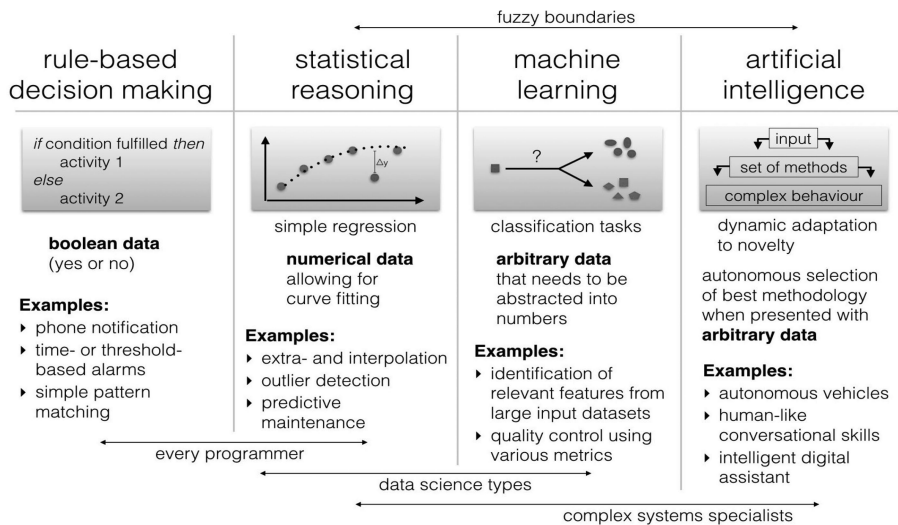 fuzzy boundaries
rule-based
decision making
if condition fulfilled then
activity 1
else
activity 2
boolean data
(yes or no)
Examples:
‣ phone notification
‣ time- or threshold-
based alarms
‣ simple pattern
matching
statistical
reasoning
Δy
simple regression
numerical data
allowing for
curve fitting
Examples:
‣ extra- and interpolation
‣ outlier detection
‣ predictive
maintenance
machine
learning
?
classification tasks
arbitrary data
that needs to be
abstracted into
numbers
Examples:
‣ identification of
relevant features from
large input datasets
‣ quality control using
various metrics
artificial
intelligence
input
set of methods
complex behaviour
dynamic adaptation
to novelty
autonomous selection
of best methodology
when presented with
arbitrary data
Examples:
‣ autonomous vehicles
‣ human-like
conversational skills
‣ intelligent digital
assistant
every programmer
data science types
complex systems specialists